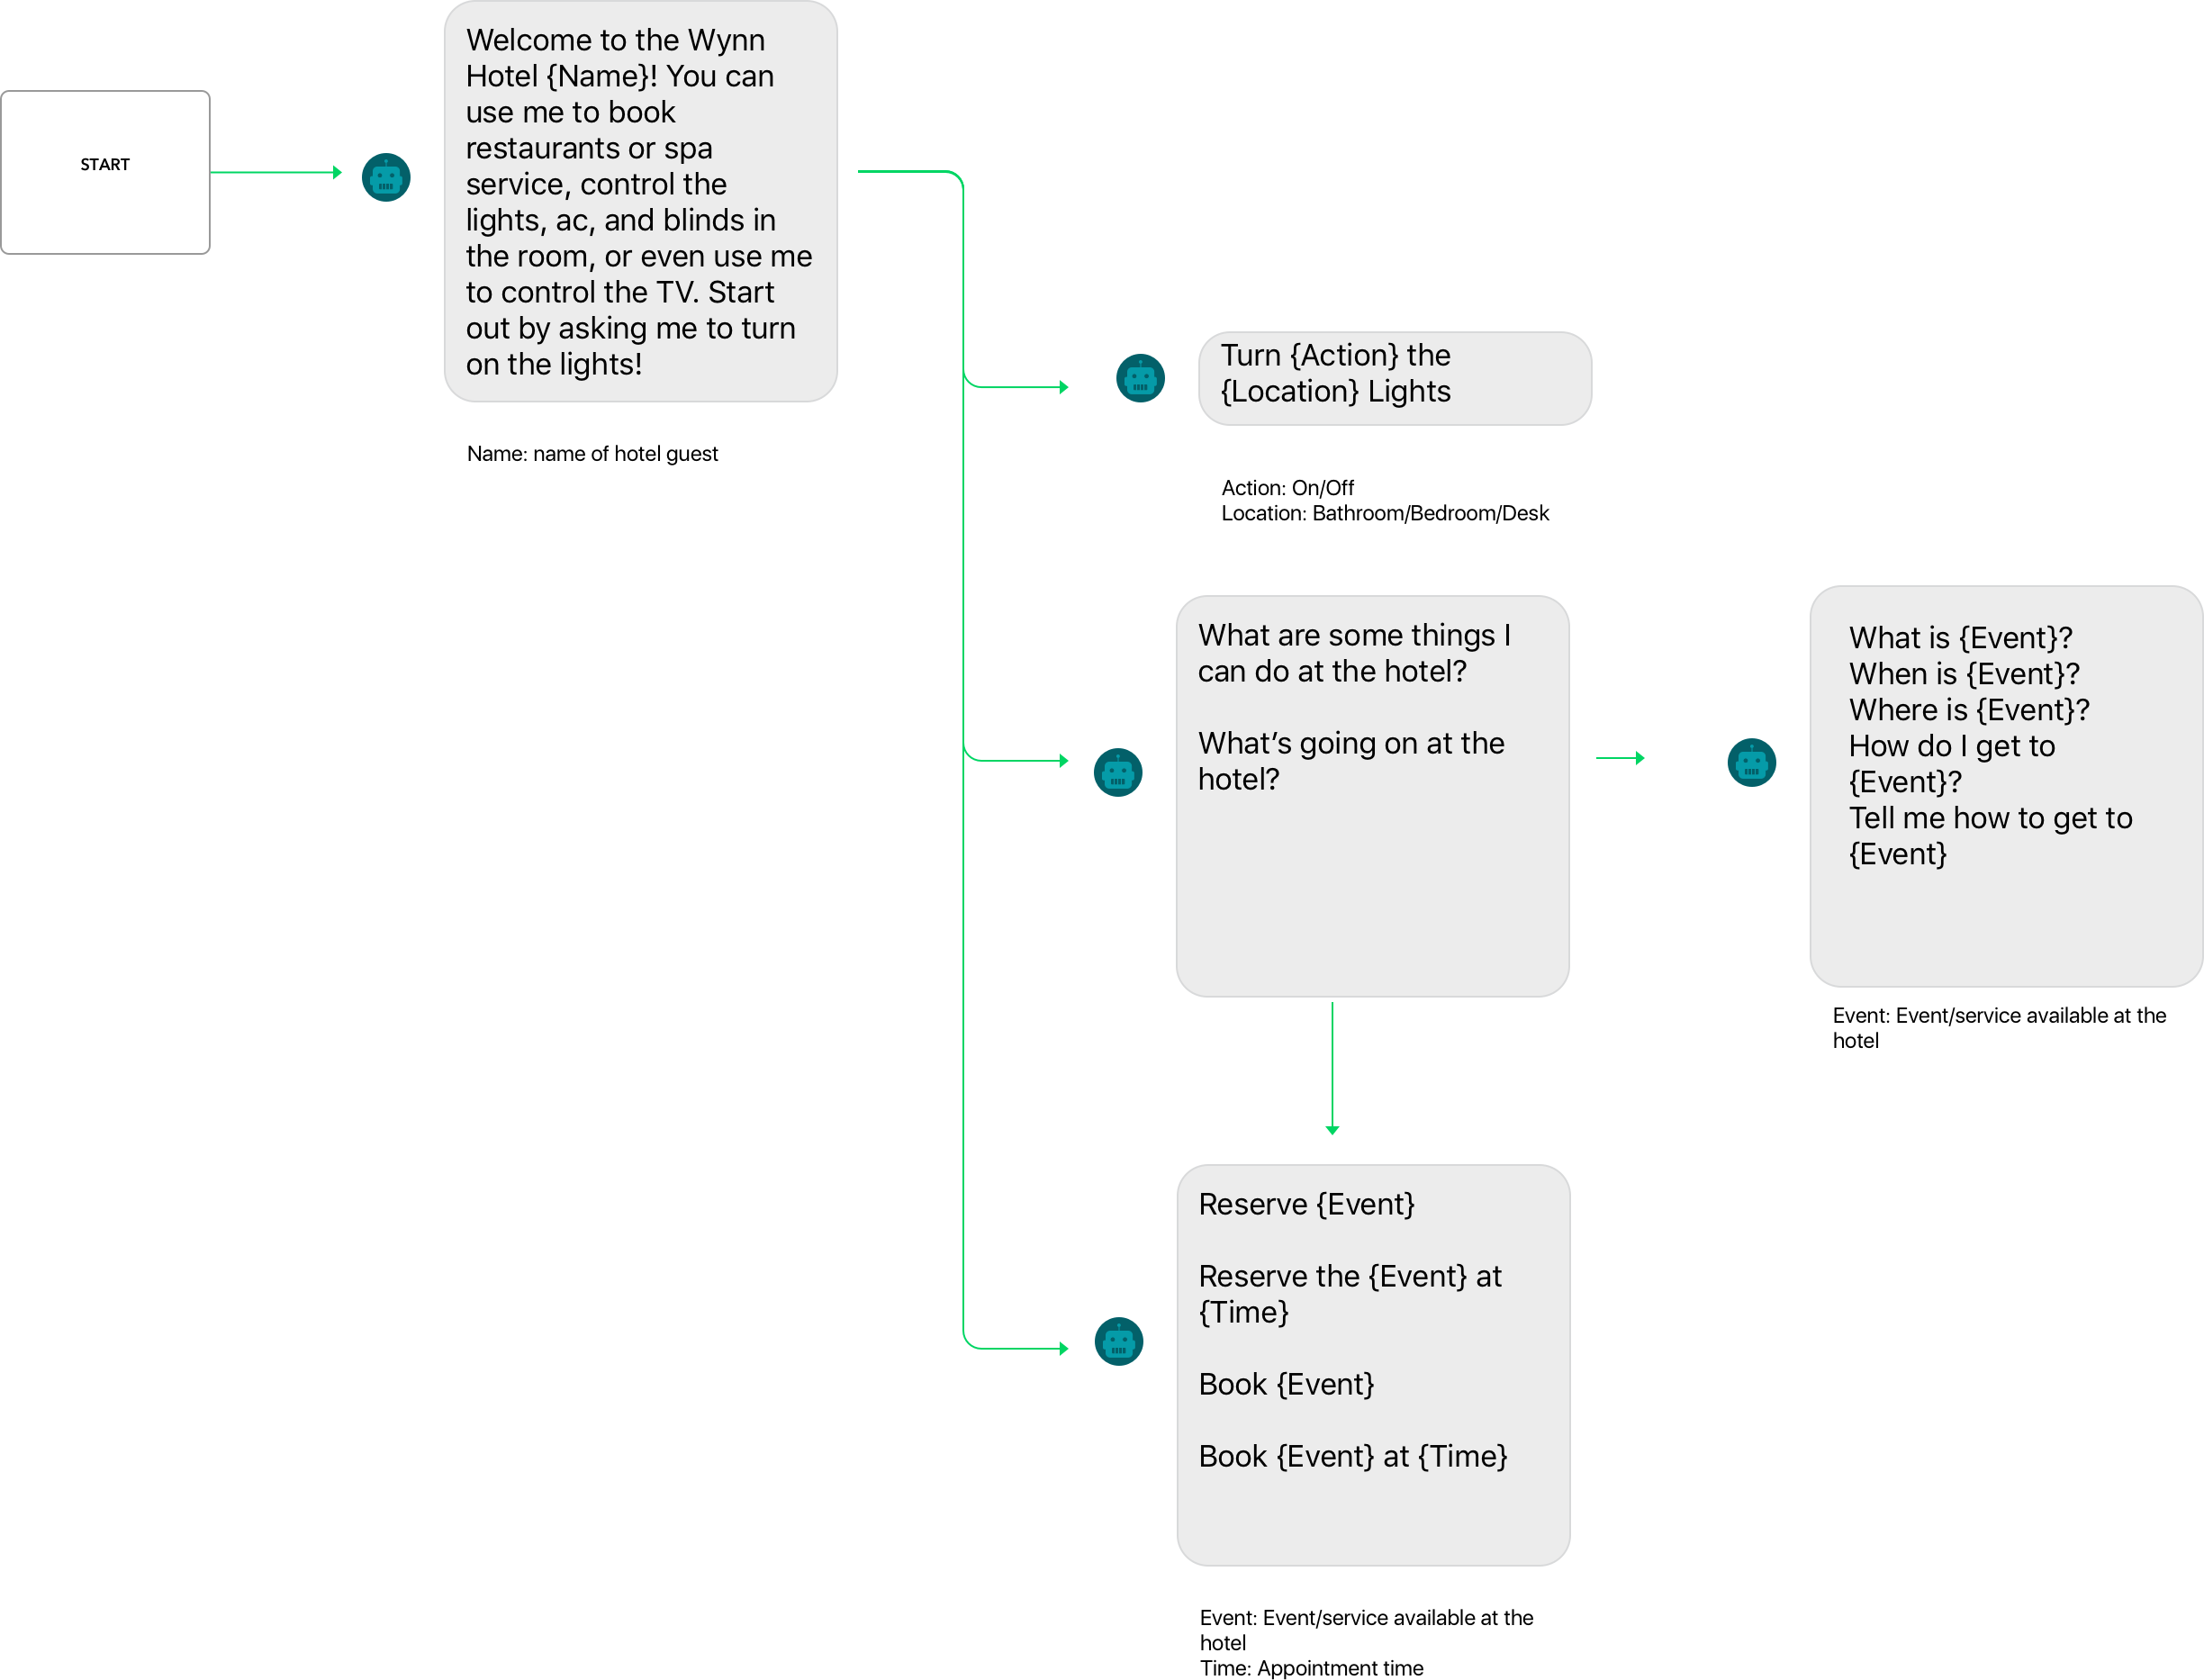 START
Welcome to the Wynn
Hotel {Name}! You can
use me to book
restaurants or spa
service, control the
lights, ac, and blinds in
the room, or even use me
to control the TV. Start
out by asking me to turn
on the lights!
Name: name of hotel guest
Turn {Action} the
{Location} Lights
Action: On/Off
Location: Bathroom/Bedroom/Desk
What are some things I
can do at the hotel?
What’s going on at the
hotel?
What is {Event}?
When is {Event}?
Where is {Event}?
How do I get to
{Event}?
Tell me how to get to
{Event}
Event: Event/service available at the
hotel
Reserve {Event}
Reserve the {Event} at
{Time}
Book {Event}
Book {Event} at {Time}
Event: Event/service available at the
hotel
Time: Appointment time